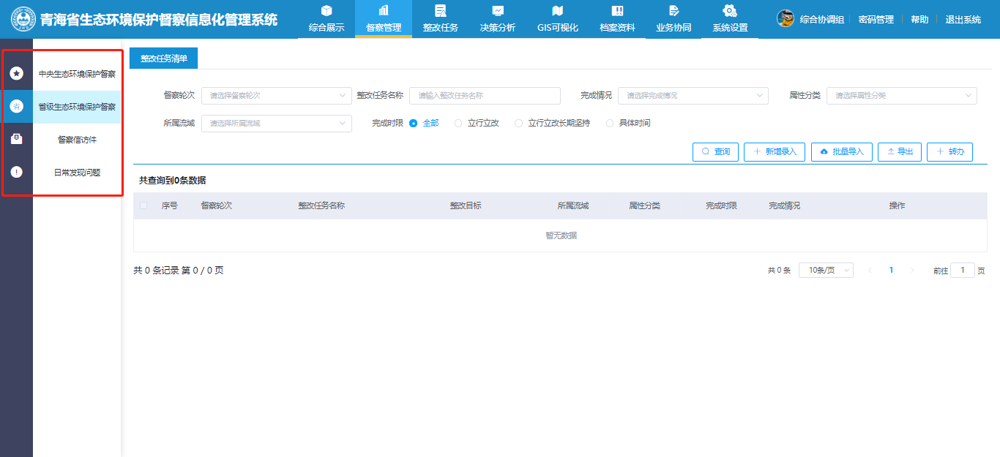 青海省生态环境保护督察信息化管理系统
综合展示 督察管理 整改任务 决策分析 GIS可视化 档案资料 业务协同 系统设置
综合协调组 密码管理 帮助 退出系统
中央生态环境保护督察
省 省级生态环境保护督察
督察信访件
日常发现问题
整改任务清单
督察轮次 请选择督察轮次 整改任务名称 请输入整改任务名称 完成情况 请选择完成情况 属性分类 请选择属性分类
所属流域 请选择所属流域 完成时限 全部 立行立改 立行立改长期坚持 具体时间
查询 新增录入 批量导入 导出 转办
共查询到0条数据
序号 督察轮次 整改任务名称 整改目标 所属流域 属性分类 完成时限 完成情况 操作
暂无数据
共 0 条记录 第 0 / 0 页
共 0 条 10条/页 1 前往 1 页